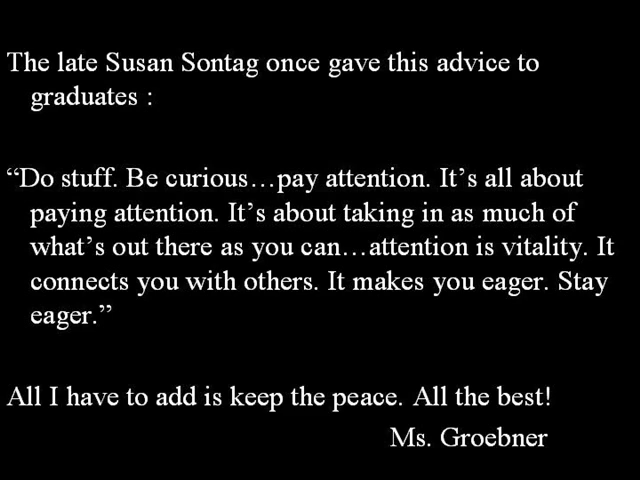 The late Susan Sontag once gave this advice to
graduates :
“Do stuff. Be curious…pay attention. It’s all about
paying attention. It’s about taking in as much of
what’s out there as you can…attention is vitality. It
connects you with others. It makes you eager. Stay
eager.”
All I have to add is keep the peace. All the best!
Ms. Groebner